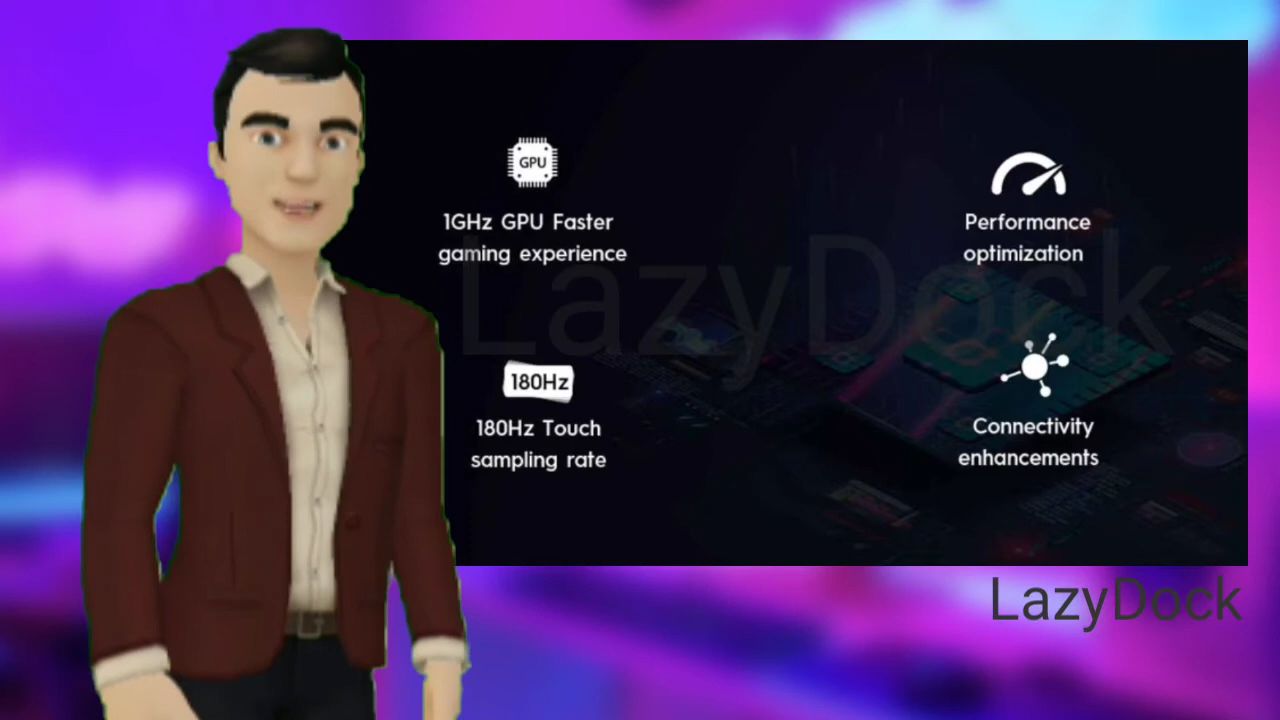 GPU
1GHz GPU Faster
gaming experience
Performance
optimization
LazyDock
180Hz
180Hz Touch
sampling rate
Connectivity
enhancements
LazyDock